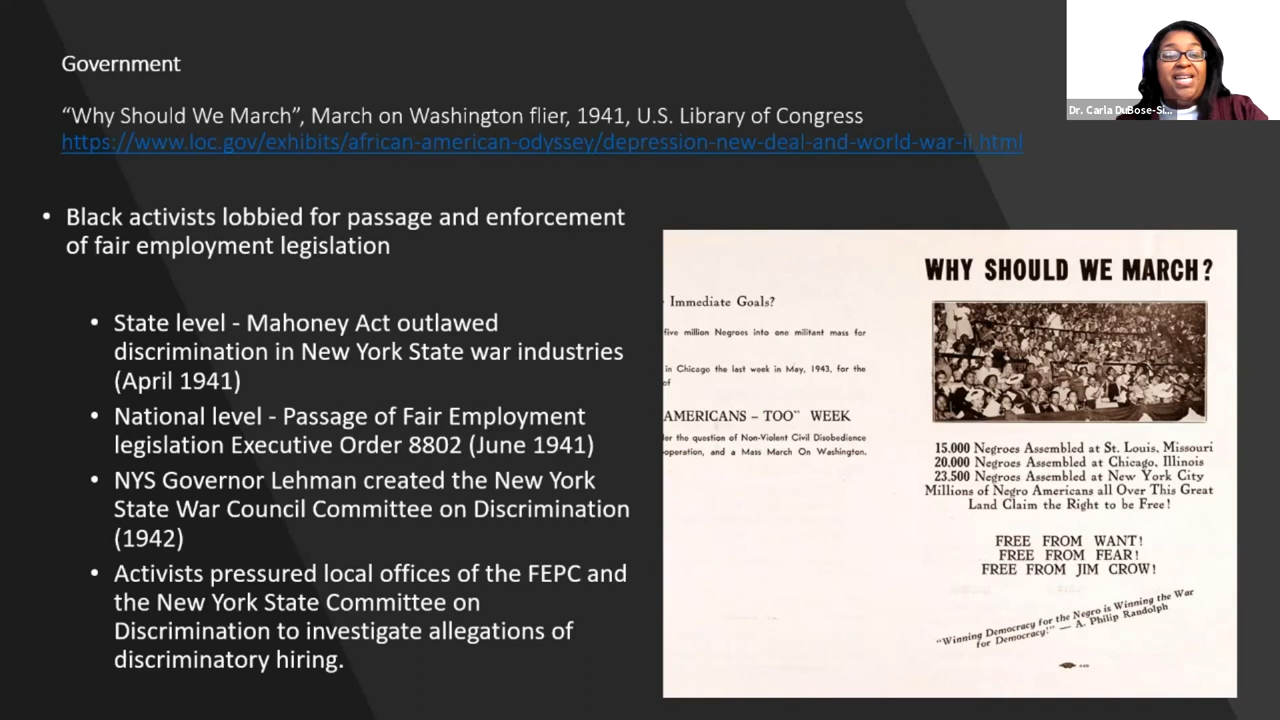 Government
“Why Should We March”, March on Washington flier, 1941, U.S. Library of Congress
https://www.loc.gov/exhibits/african-american-odyssey/depression-new-deal-and-world-war-ii.html
Dr. Carla DuBose-Si...
• Black activists lobbied for passage and enforcement
of fair employment legislation
• State level - Mahoney Act outlawed
discrimination in New York State war industries
(April 1941)
• National level - Passage of Fair Employment
legislation Executive Order 8802 (June 1941)
• NYS Governor Lehman created the New York
State War Council Committee on Discrimination
(1942)
• Activists pressured local offices of the FEPC and
the New York State Committee on
Discrimination to investigate allegations of
discriminatory hiring.
Immediate Goals?
five million Negroes into one militant mass for
in Chicago the last week in May, 1943, for the
of
AMERICANS – TOO” WEEK
the question of Non-Violent Civil Disobedience
and a Mass March On Washington.
WHY SHOULD WE MARCH?
15.000 Negroes Assembled at St. Louis, Missouri
20.000 Negroes Assembled at Chicago, Illinois
23.500 Negroes Assembled at New York City
Millions of Negro Americans all Over This Great
Land Claim the Right to be Free!
FREE FROM WANT!
FREE FROM FEAR!
FREE FROM JIM CROW!
“Winning Democracy for the Negro is Winning the War
for Democracy!” — A. Philip Randolph